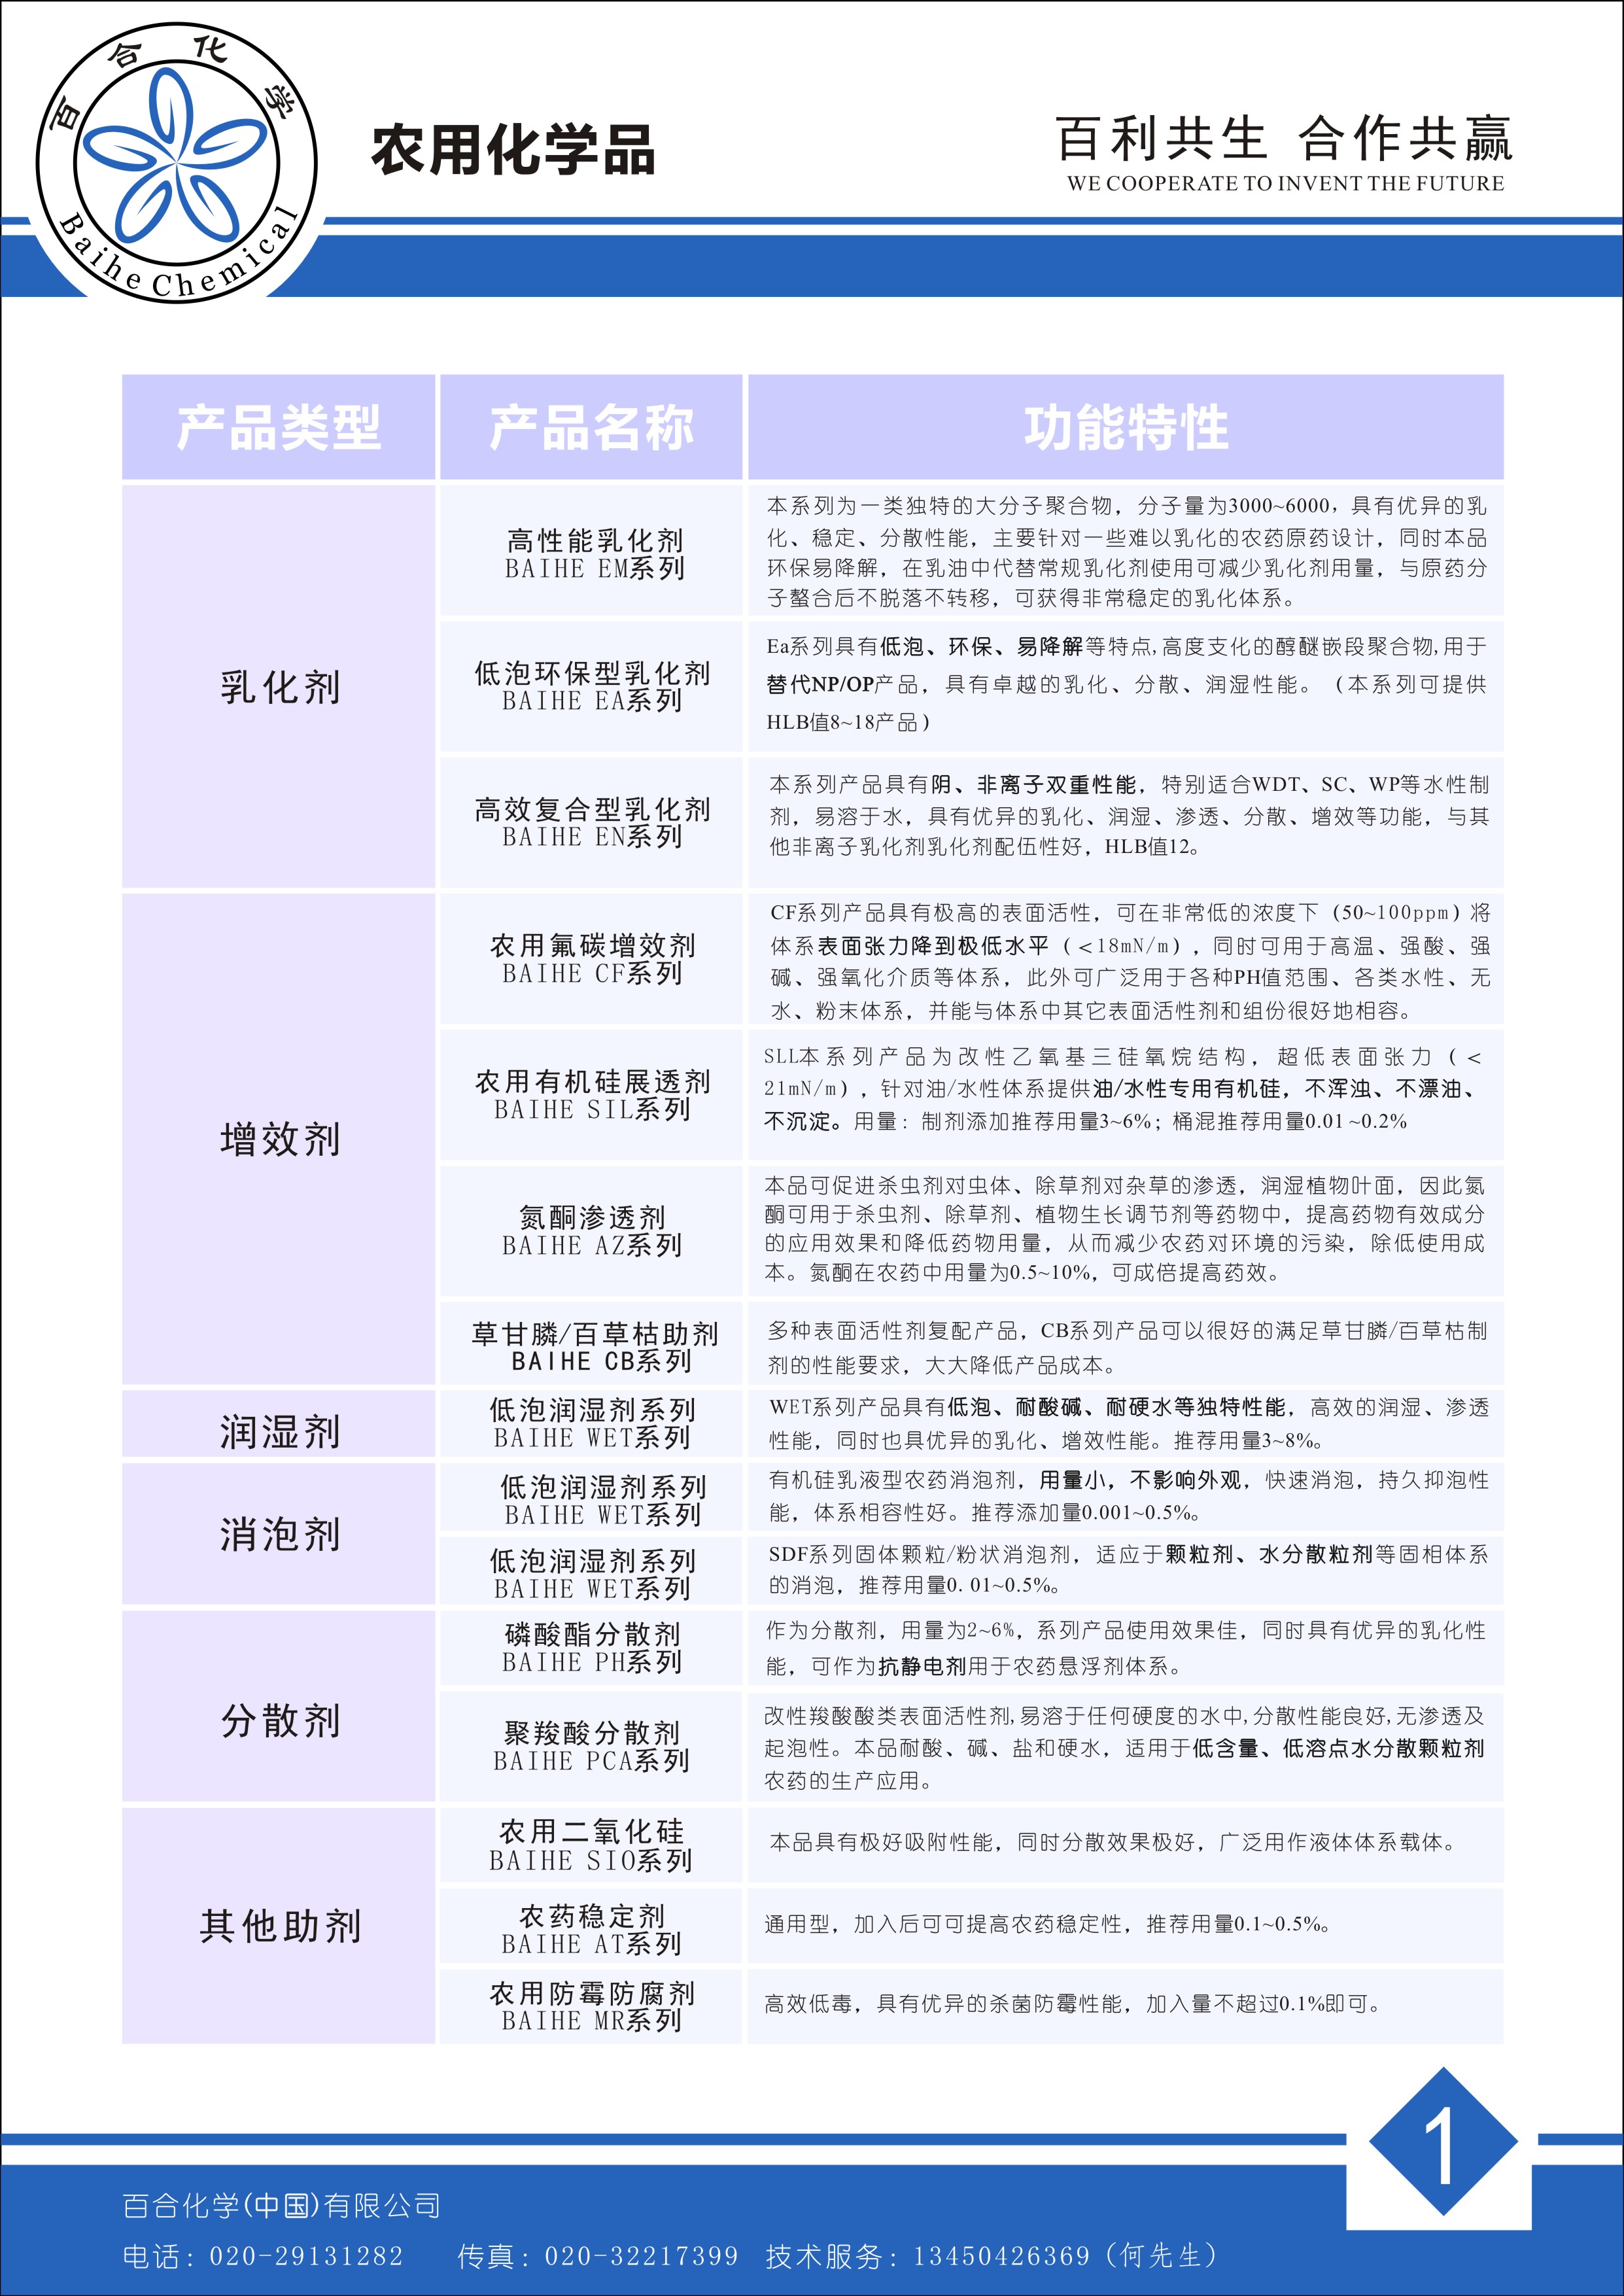 百合化学
Baihe Chemical
农用化学品
百利共生 合作共赢
WE COOPERATE TO INVENT THE FUTURE
产品类型 产品名称 功能特性
乳化剂
高性能乳化剂
BAIHE EM系列
本系列为一类独特的大分子聚合物，分子量为3000~6000，具有优异的乳
化、稳定、分散性能，主要针对一些难以乳化的农药原药设计，同时本品
环保易降解，在乳油中代替常规乳化剂使用可减少乳化剂用量，与原药分
子螯合后不脱落不转移，可获得非常稳定的乳化体系。
低泡环保型乳化剂
BAIHE EA系列
Ea系列具有低泡、环保、易降解等特点,高度支化的醇醚嵌段聚合物,用于
替代NP/OP产品，具有卓越的乳化、分散、润湿性能。（本系列可提供
HLB值8~18产品）
高效复合型乳化剂
BAIHE EN系列
本系列产品具有阴、非离子双重性能，特别适合WDT、SC、WP等水性制
剂，易溶于水，具有优异的乳化、润湿、渗透、分散、增效等功能，与其
他非离子乳化剂乳化剂配伍性好，HLB值12。
增效剂
农用氟碳增效剂
BAIHE CF系列
CF系列产品具有极高的表面活性，可在非常低的浓度下（50~100ppm）将
体系表面张力降到极低水平（<18mN/m），同时可用于高温、强酸、强
碱、强氧化介质等体系，此外可广泛用于各种PH值范围、各类水性、无
水、粉末体系，并能与体系中其它表面活性剂和组份很好地相容。
农用有机硅展透剂
BAIHE SIL系列
SLL本系列产品为改性乙氧基三硅氧烷结构，超低表面张力（<
21mN/m），针对油/水性体系提供油/水性专用有机硅，不浑浊、不漂油、
不沉淀。用量：制剂添加推荐用量3~6%；桶混推荐用量0.01 ~0.2%
氮酮渗透剂
BAIHE AZ系列
本品可促进杀虫剂对虫体、除草剂对杂草的渗透，润湿植物叶面，因此氮
酮可用于杀虫剂、除草剂、植物生长调节剂等药物中，提高药物有效成分
的应用效果和降低药物用量，从而减少农药对环境的污染，除低使用成
本。氮酮在农药中用量为0.5~10%，可成倍提高药效。
草甘膦/百草枯助剂
BAIHE CB系列
多种表面活性剂复配产品，CB系列产品可以很好的满足草甘膦/百草枯制
剂的性能要求，大大降低产品成本。
润湿剂
低泡润湿剂系列
BAIHE WET系列
WET系列产品具有低泡、耐酸碱、耐硬水等独特性能，高效的润湿、渗透
性能，同时也具优异的乳化、增效性能。推荐用量3~8%。
消泡剂
低泡润湿剂系列
BAIHE WET系列
有机硅乳液型农药消泡剂，用量小，不影响外观，快速消泡，持久抑泡性
能，体系相容性好。推荐添加量0.001~0.5%。
低泡润湿剂系列
BAIHE WET系列
SDF系列固体颗粒/粉状消泡剂，适应于颗粒剂、水分散粒剂等固相体系
的消泡，推荐用量0. 01~0.5%。
分散剂
磷酸酯分散剂
BAIHE PH系列
作为分散剂，用量为2~6%，系列产品使用效果佳，同时具有优异的乳化性
能，可作为抗静电剂用于农药悬浮剂体系。
聚羧酸分散剂
BAIHE PCA系列
改性羧酸酸类表面活性剂,易溶于任何硬度的水中,分散性能良好,无渗透及
起泡性。本品耐酸、碱、盐和硬水，适用于低含量、低溶点水分散颗粒剂
农药的生产应用。
其他助剂
农用二氧化硅
BAIHE SIO系列
本品具有极好吸附性能，同时分散效果极好，广泛用作液体体系载体。
农药稳定剂
BAIHE AT系列
通用型，加入后可可提高农药稳定性，推荐用量0.1~0.5%。
农用防霉防腐剂
BAIHE MR系列
高效低毒，具有优异的杀菌防霉性能，加入量不超过0.1%即可。
1
百合化学(中国)有限公司
电话：020-29131282 传真：020-32217399 技术服务：13450426369（何先生）